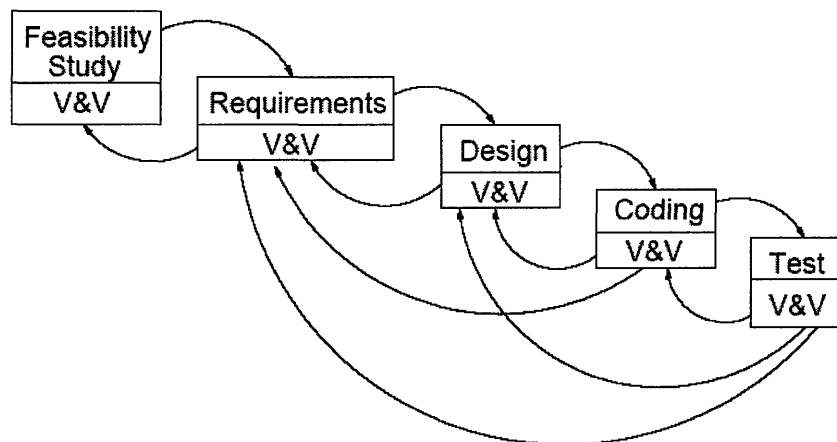 Feasibility
Study
V&V
Requirements
V&V
Design
V&V
Coding
V&V
Test
V&V